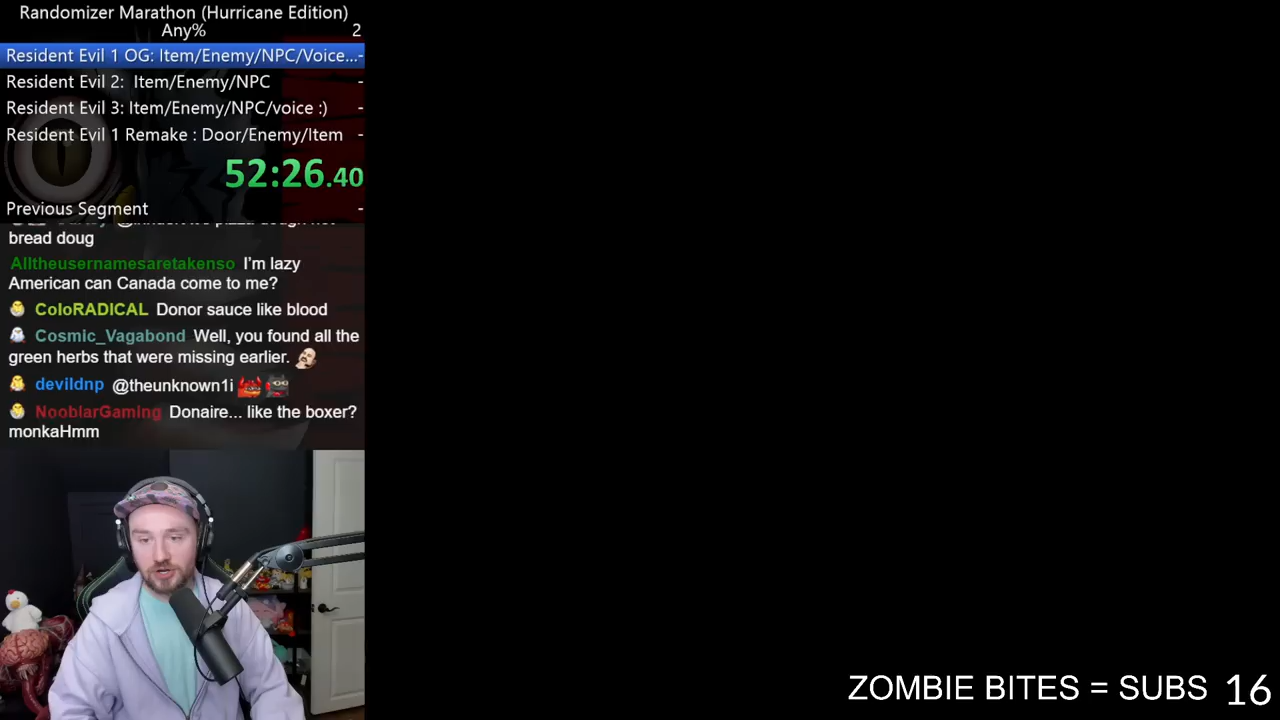 Randomizer Marathon (Hurricane Edition)
Any% 2
Resident Evil 1 OG: Item/Enemy/NPC/Voice... -
Resident Evil 2: Item/Enemy/NPC -
Resident Evil 3: Item/Enemy/NPC/voice :) -
Resident Evil 1 Remake : Door/Enemy/Item -
52:26.40
Previous Segment -
bread doug
Alltheusernamesaretakenso I'm lazy
American can Canada come to me?
ColoRADICAL Donor sauce like blood
Cosmic_Vagabond Well, you found all the
green herbs that were missing earlier.
devildnp @theunknown1i
NooblarGaming Donaire... like the boxer?
monkaHmm
ZOMBIE BITES = SUBS 16